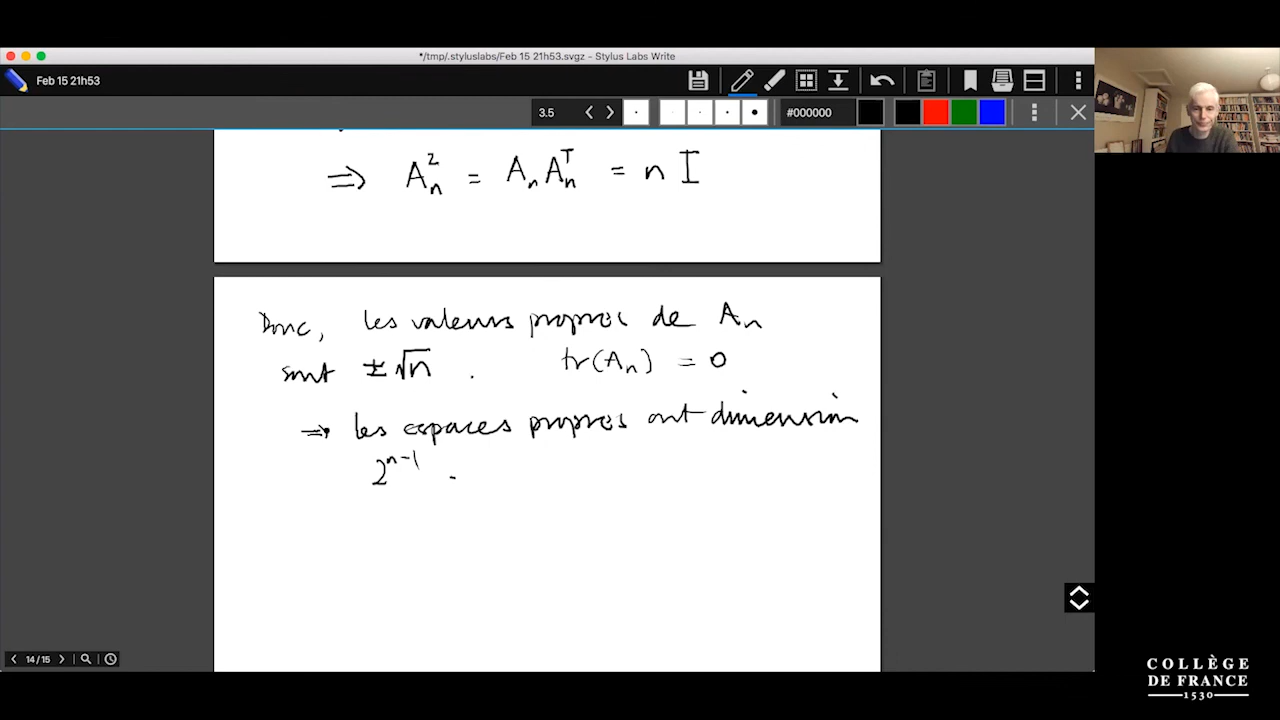 */tmp/.styluslabs/Feb 15 21h53.svgz - Stylus Labs Write
Feb 15 21h53
3.5
#000000
⇒ Aₙ² = AₙAₙᵀ = n I
Donc, les valeurs propres de Aₙ
sont ±√n. tr(Aₙ) = 0
⇒ les espaces propres ont dimension
2ⁿ⁻¹.
14/15
COLLÈGE
DE FRANCE
1530